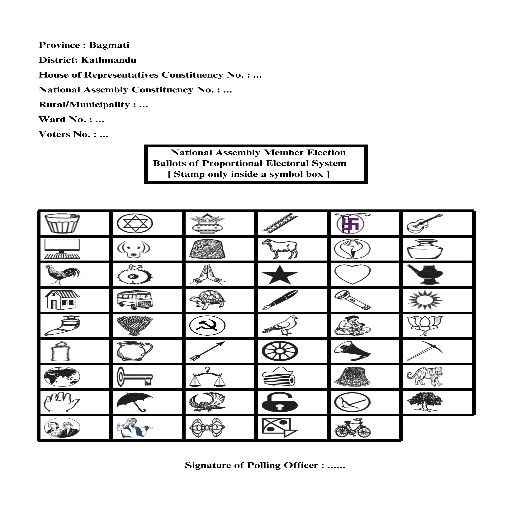 Province : Bagmati
District: Kathmandu
House of Representatives Constituency No. : ...
National Assembly Constituency No. : ...
Rural/Municipality : ...
Ward No. : ...
Voters No. : ...
National Assembly Member Election
Ballots of Proportional Electoral System
[ Stamp only inside a symbol box ]
Signature of Polling Officer : ......